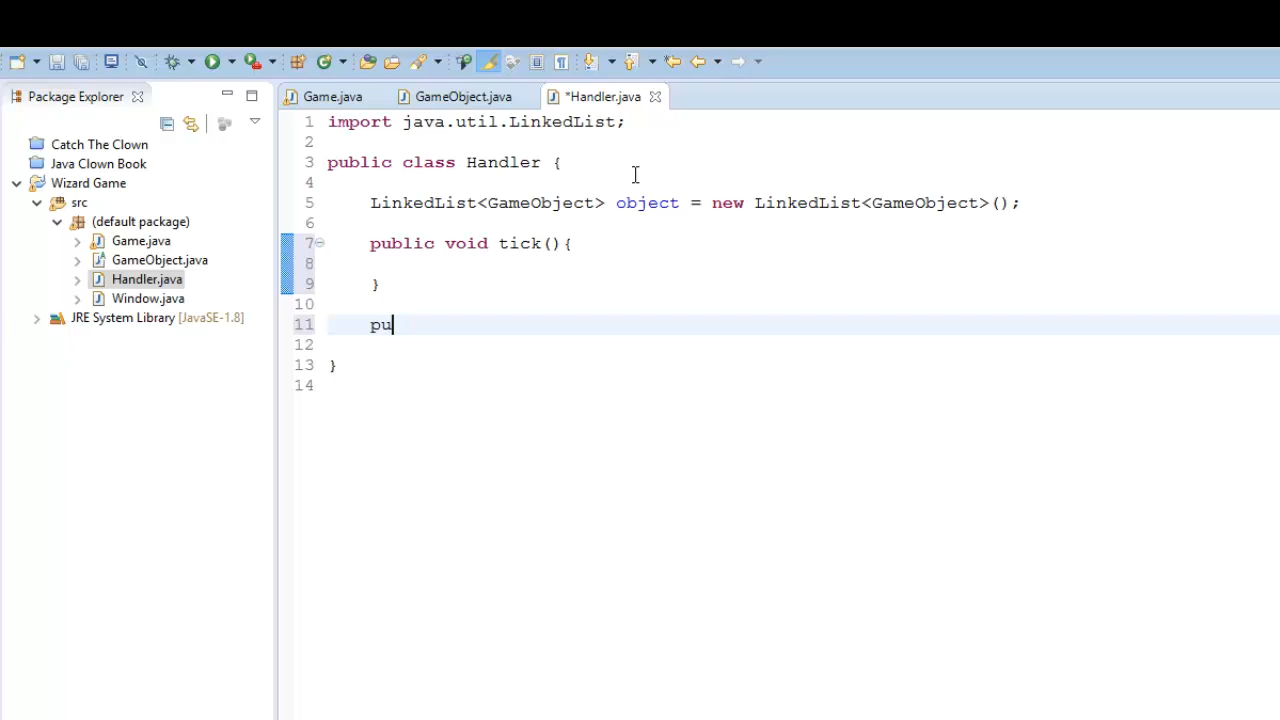 Package Explorer
Game.java
GameObject.java
*Handler.java
Catch The Clown
Java Clown Book
Wizard Game
src
(default package)
Game.java
GameObject.java
Handler.java
Window.java
JRE System Library [JavaSE-1.8]
1 import java.util.LinkedList;
2
3 public class Handler {
4
5 LinkedList<GameObject> object = new LinkedList<GameObject>();
6
7 public void tick(){
8
9 }
10
11 pu
12
13 }
14